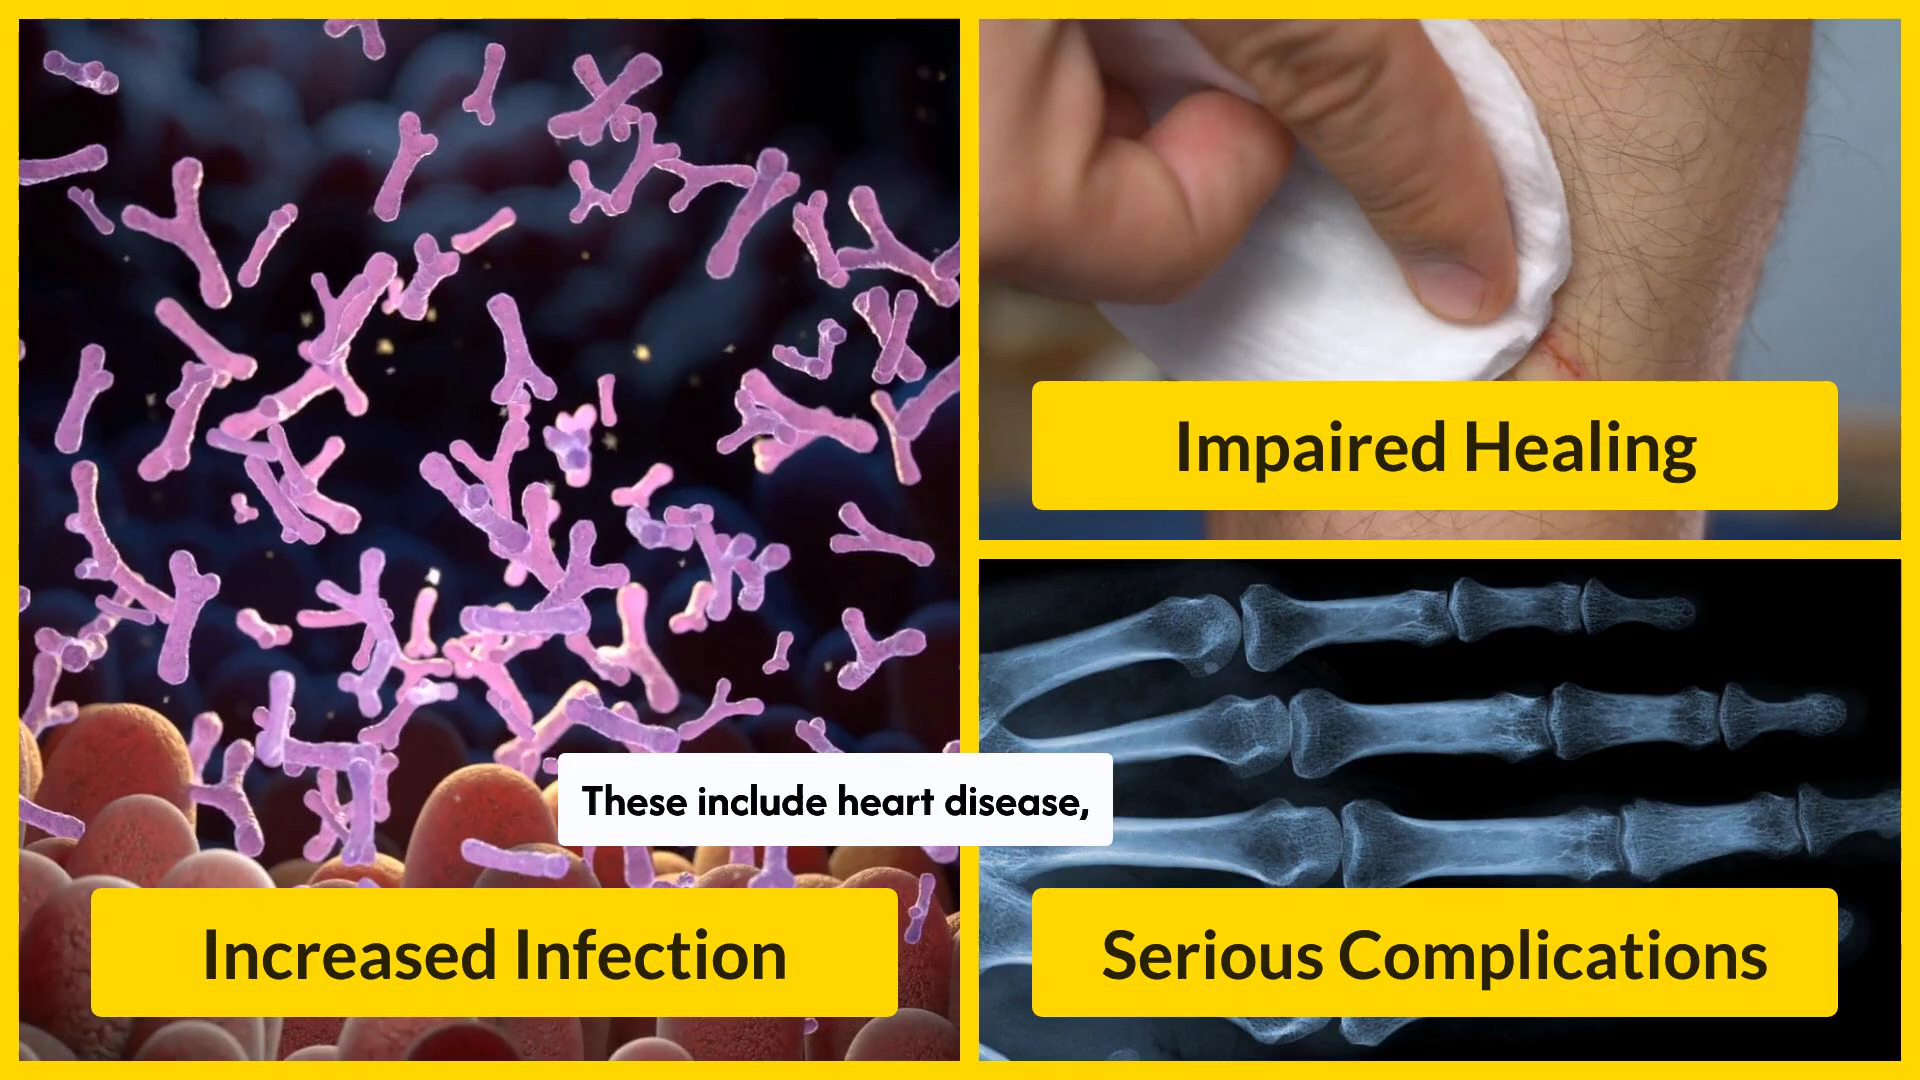 Impaired Healing
These include heart disease,
Increased Infection
Serious Complications